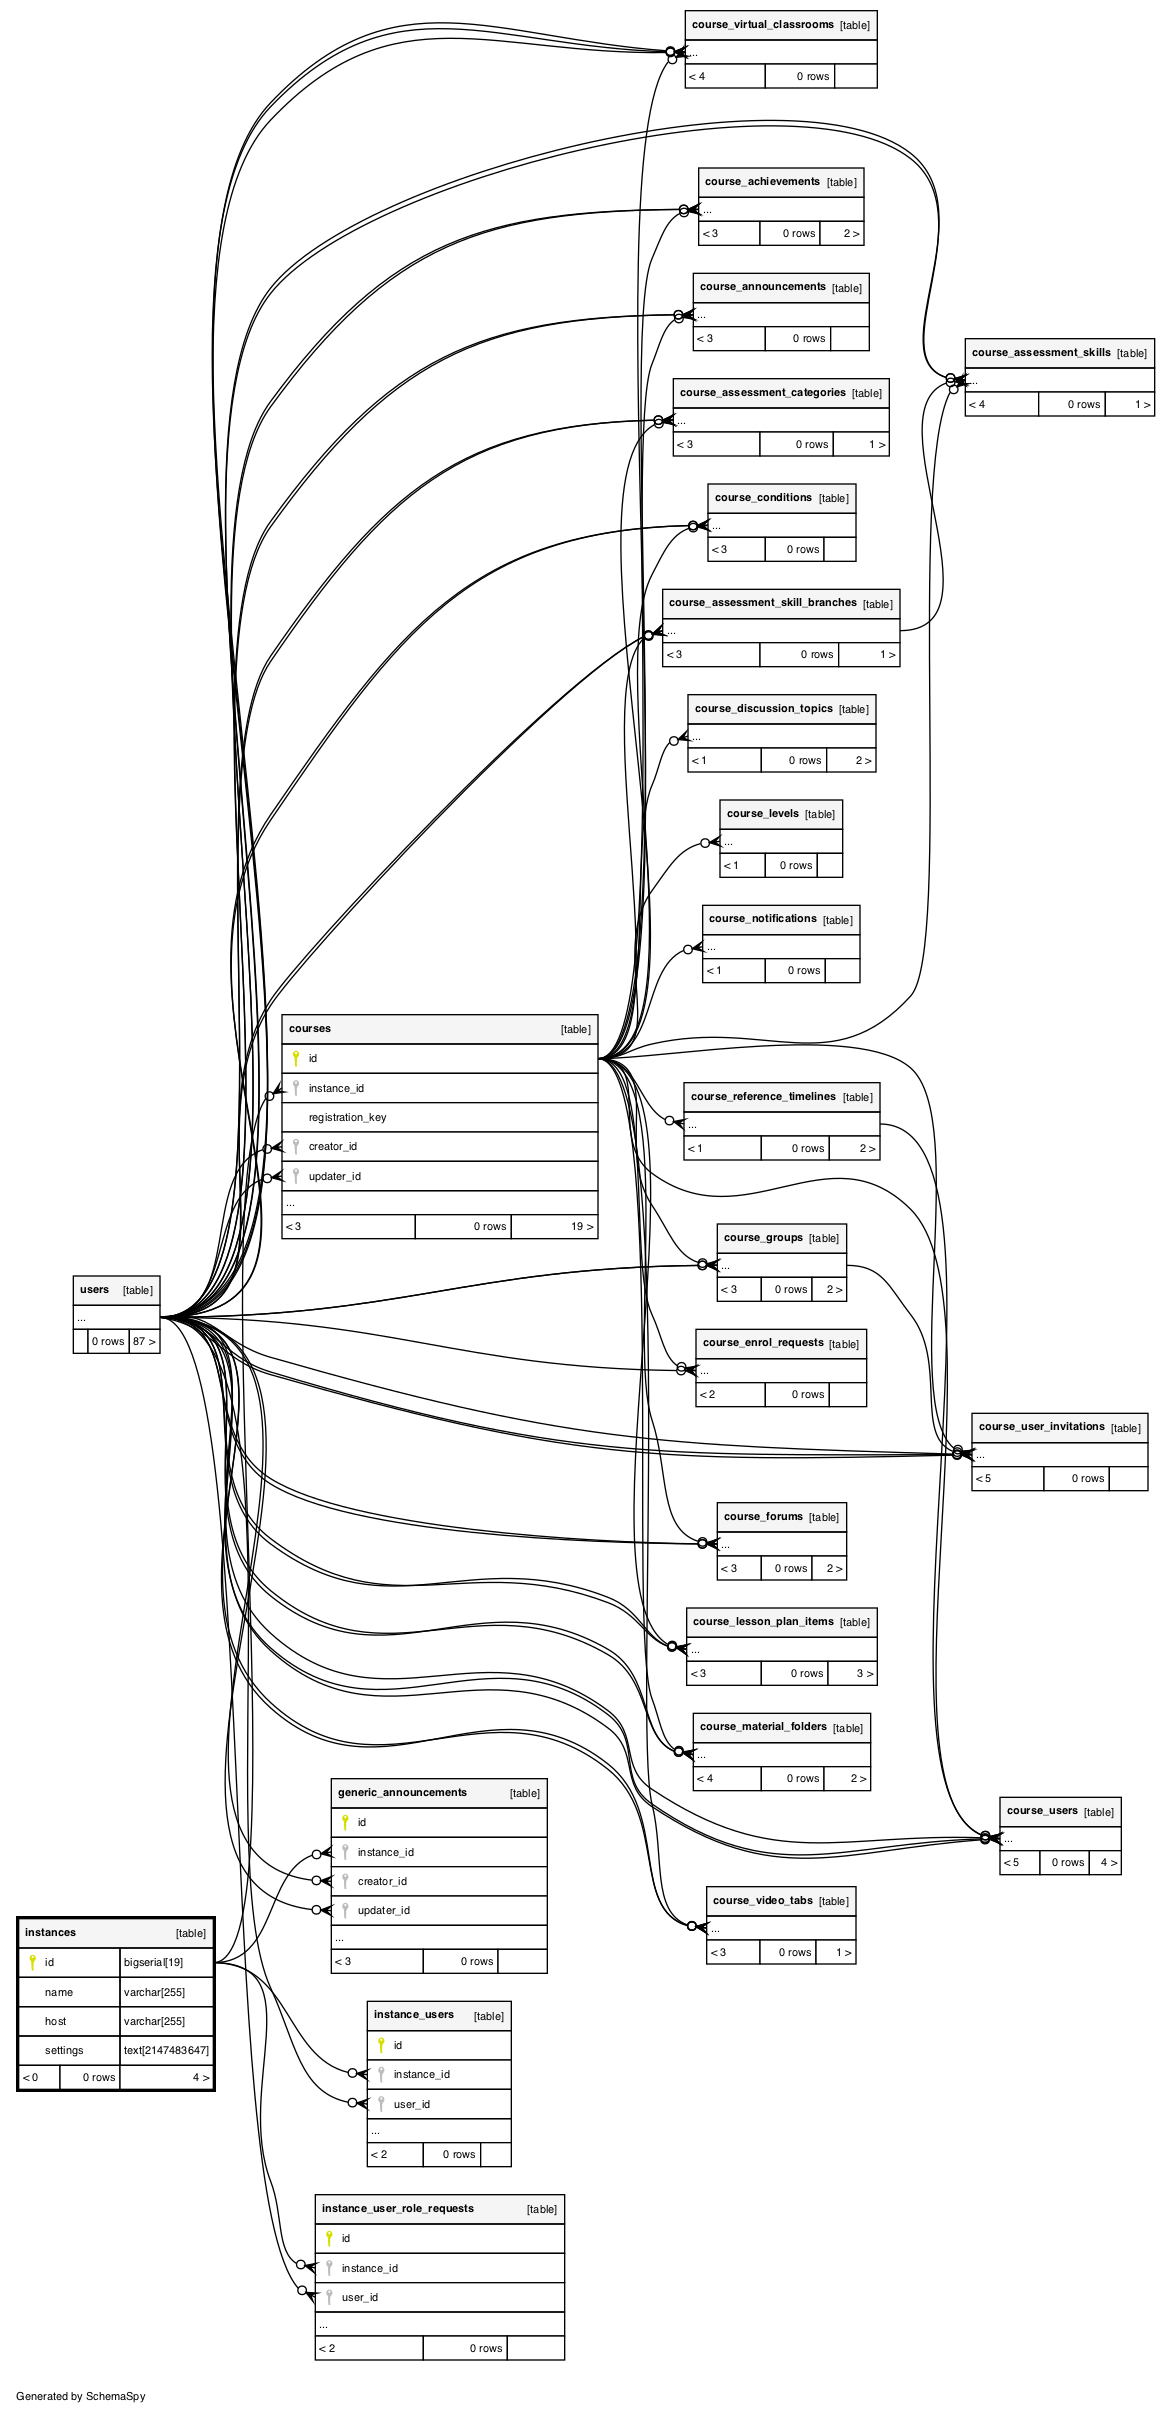 course_virtual_classrooms [table]
...
< 4 0 rows
course_achievements [table]
...
< 3 0 rows 2 >
course_announcements [table]
...
< 3 0 rows
course_assessment_skills [table]
...
< 4 0 rows 1 >
course_assessment_categories [table]
...
< 3 0 rows 1 >
course_conditions [table]
...
< 3 0 rows
course_assessment_skill_branches [table]
...
< 3 0 rows 1 >
course_discussion_topics [table]
...
< 1 0 rows 2 >
course_levels [table]
...
< 1 0 rows
course_notifications [table]
...
< 1 0 rows
courses [table]
id
instance_id
registration_key
creator_id
updater_id
...
< 3 0 rows 19 >
course_reference_timelines [table]
...
< 1 0 rows 2 >
course_groups [table]
...
< 3 0 rows 2 >
users [table]
...
0 rows 87 >
course_enrol_requests [table]
...
< 2 0 rows
course_user_invitations [table]
...
< 5 0 rows
course_forums [table]
...
< 3 0 rows 2 >
course_lesson_plan_items [table]
...
< 3 0 rows 3 >
course_material_folders [table]
...
< 4 0 rows 2 >
generic_announcements [table]
id
instance_id
creator_id
updater_id
...
< 3 0 rows
course_users [table]
...
< 5 0 rows 4 >
course_video_tabs [table]
...
< 3 0 rows 1 >
instances [table]
id bigserial[19]
name varchar[255]
host varchar[255]
settings text[2147483647]
< 0 0 rows 4 >
instance_users [table]
id
instance_id
user_id
...
< 2 0 rows
instance_user_role_requests [table]
id
instance_id
user_id
...
< 2 0 rows
Generated by SchemaSpy